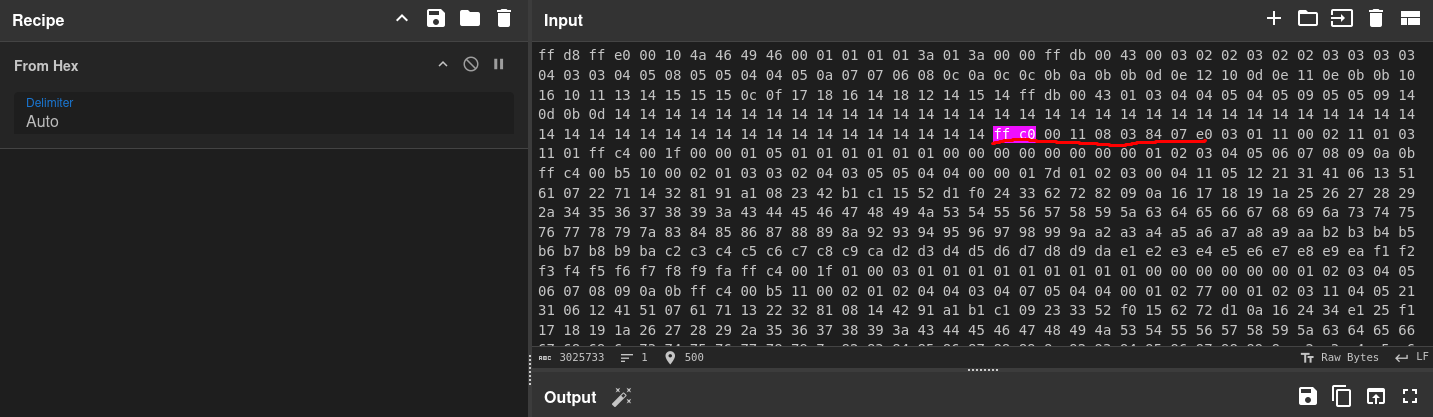 Recipe
From Hex
Delimiter
Auto
Input
ff d8 ff e0 00 10 4a 46 49 46 00 01 01 01 01 3a 01 3a 00 00 ff db 00 43 00 03 02 02 03 02 02 03 03 03 03
04 03 03 04 05 08 05 05 04 04 05 0a 07 07 06 08 0c 0a 0c 0c 0b 0a 0b 0b 0d 0e 12 10 0d 0e 11 0e 0b 0b 10
16 10 11 13 14 15 15 15 0c 0f 17 18 16 14 18 12 14 15 14 ff db 00 43 01 03 04 04 05 04 05 09 05 05 09 14
0d 0b 0d 14 14 14 14 14 14 14 14 14 14 14 14 14 14 14 14 14 14 14 14 14 14 14 14 14 14 14 14 14 14 14 14
14 14 14 14 14 14 14 14 14 14 14 14 14 14 14 14 14 14 ff c0 00 11 08 03 84 07 e0 03 01 11 00 02 11 01 03
11 01 ff c4 00 1f 00 00 01 05 01 01 01 01 01 01 00 00 00 00 00 00 00 00 01 02 03 04 05 06 07 08 09 0a 0b
ff c4 00 b5 10 00 02 01 03 03 02 04 03 05 05 04 04 00 00 01 7d 01 02 03 00 04 11 05 12 21 31 41 06 13 51
61 07 22 71 14 32 81 91 a1 08 23 42 b1 c1 15 52 d1 f0 24 33 62 72 82 09 0a 16 17 18 19 1a 25 26 27 28 29
2a 34 35 36 37 38 39 3a 43 44 45 46 47 48 49 4a 53 54 55 56 57 58 59 5a 63 64 65 66 67 68 69 6a 73 74 75
76 77 78 79 7a 83 84 85 86 87 88 89 8a 92 93 94 95 96 97 98 99 9a a2 a3 a4 a5 a6 a7 a8 a9 aa b2 b3 b4 b5
b6 b7 b8 b9 ba c2 c3 c4 c5 c6 c7 c8 c9 ca d2 d3 d4 d5 d6 d7 d8 d9 da e1 e2 e3 e4 e5 e6 e7 e8 e9 ea f1 f2
f3 f4 f5 f6 f7 f8 f9 fa ff c4 00 1f 01 00 03 01 01 01 01 01 01 01 01 01 00 00 00 00 00 00 01 02 03 04 05
06 07 08 09 0a 0b ff c4 00 b5 11 00 02 01 02 04 04 03 04 07 05 04 04 00 01 02 77 00 01 02 03 11 04 05 21
31 06 12 41 51 07 61 71 13 22 32 81 08 14 42 91 a1 b1 c1 09 23 33 52 f0 15 62 72 d1 0a 16 24 34 e1 25 f1
17 18 19 1a 26 27 28 29 2a 35 36 37 38 39 3a 43 44 45 46 47 48 49 4a 53 54 55 56 57 58 59 5a 63 64 65 66
3025733 1 500 Raw Bytes LF
Output